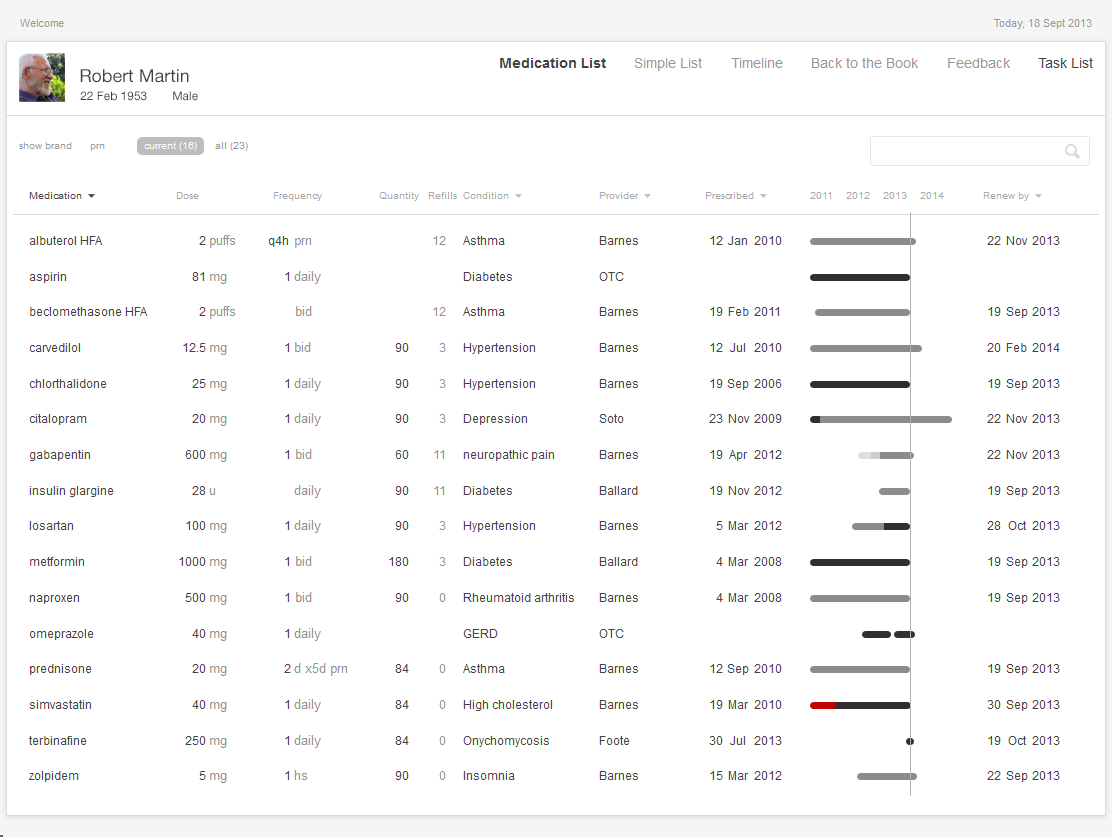 Welcome Today, 18 Sept 2013
Robert Martin
22 Feb 1953 Male
Medication List Simple List Timeline Back to the Book Feedback Task List
show brand prn current (16) all (23)
Medication Dose Frequency Quantity Refills Condition Provider Prescribed 2011 2012 2013 2014 Renew by
albuterol HFA 2 puffs q4h prn 12 Asthma Barnes 12 Jan 2010 22 Nov 2013
aspirin 81 mg 1 daily Diabetes OTC
beclomethasone HFA 2 puffs bid 12 Asthma Barnes 19 Feb 2011 19 Sep 2013
carvedilol 12.5 mg 1 bid 90 3 Hypertension Barnes 12 Jul 2010 20 Feb 2014
chlorthalidone 25 mg 1 daily 90 3 Hypertension Barnes 19 Sep 2006 19 Sep 2013
citalopram 20 mg 1 daily 90 3 Depression Soto 23 Nov 2009 22 Nov 2013
gabapentin 600 mg 1 bid 60 11 neuropathic pain Barnes 19 Apr 2012 22 Nov 2013
insulin glargine 28 u daily 90 11 Diabetes Ballard 19 Nov 2012 19 Sep 2013
losartan 100 mg 1 daily 90 3 Hypertension Barnes 5 Mar 2012 28 Oct 2013
metformin 1000 mg 1 bid 180 3 Diabetes Ballard 4 Mar 2008 19 Sep 2013
naproxen 500 mg 1 bid 90 0 Rheumatoid arthritis Barnes 4 Mar 2008 19 Sep 2013
omeprazole 40 mg 1 daily GERD OTC
prednisone 20 mg 2 d x5d prn 84 0 Asthma Barnes 12 Sep 2010 19 Sep 2013
simvastatin 40 mg 1 daily 84 0 High cholesterol Barnes 19 Mar 2010 30 Sep 2013
terbinafine 250 mg 1 daily 84 0 Onychomycosis Foote 30 Jul 2013 19 Oct 2013
zolpidem 5 mg 1 hs 90 0 Insomnia Barnes 15 Mar 2012 22 Sep 2013